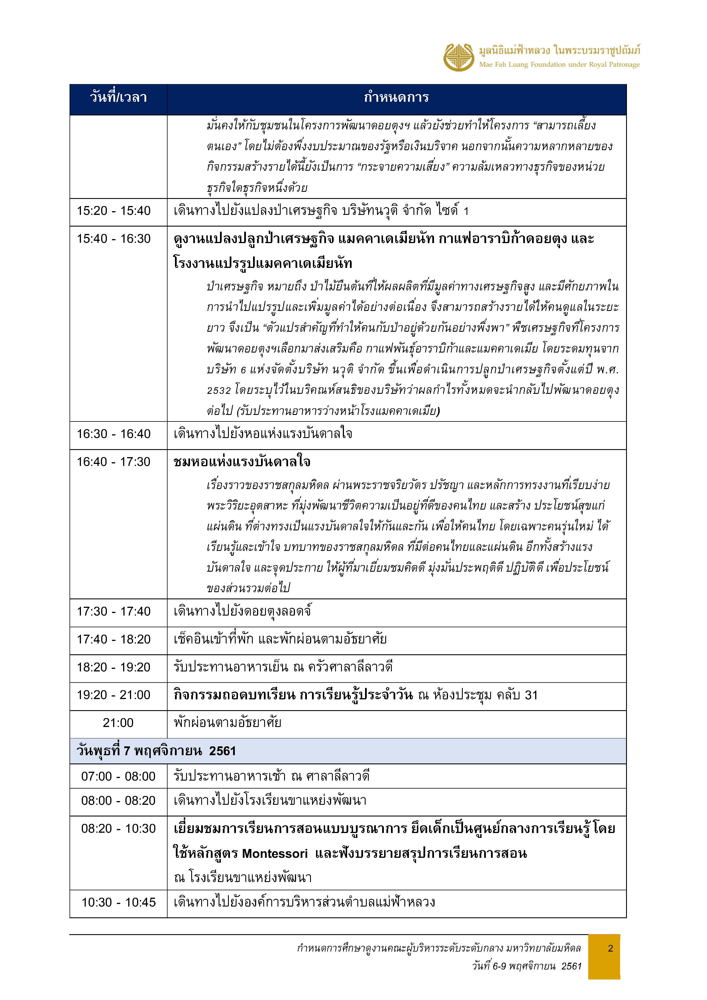 มูลนิธิแม่ฟ้าหลวง ในพระบรมราชูปถัมภ์
Mae Fah Luang Foundation under Royal Patronage
วันที่/เวลา กำหนดการ
มั่นคงให้กับชุมชนในโครงการพัฒนาดอยตุงฯ แล้วยังช่วยทำให้โครงการ “สามารถเลี้ยง
ตนเอง” โดยไม่ต้องพึ่งงบประมาณของรัฐหรือเงินบริจาค นอกจากนั้นความหลากหลายของ
กิจกรรมสร้างรายได้นี้ยังเป็นการ “กระจายความเสี่ยง” ความล้มเหลวทางธุรกิจของหน่วย
ธุรกิจใดธุรกิจหนึ่งด้วย
15:20 - 15:40 เดินทางไปยังแปลงป่าเศรษฐกิจ บริษัทนวุติ จำกัด ไซด์ 1
15:40 - 16:30 ดูงานแปลงปลูกป่าเศรษฐกิจ แมคคาเดเมียนัท กาแฟอาราบิก้าดอยตุง และ
โรงงานแปรรูปแมคคาเดเมียนัท
ป่าเศรษฐกิจ หมายถึง ป่าไม้ยืนต้นที่ให้ผลผลิตที่มีมูลค่าทางเศรษฐกิจสูง และมีศักยภาพใน
การนำไปแปรรูปและเพิ่มมูลค่าได้อย่างต่อเนื่อง จึงสามารถสร้างรายได้ให้คนดูแลในระยะ
ยาว จึงเป็น “ตัวแปรสำคัญที่ทำให้คนกับป่าอยู่ด้วยกันอย่างพึ่งพา” พืชเศรษฐกิจที่โครงการ
พัฒนาดอยตุงฯเลือกมาส่งเสริมคือ กาแฟพันธุ์อาราบิก้าและแมคคาเดเมีย โดยระดมทุนจาก
บริษัท 6 แห่งจัดตั้งบริษัท นวุติ จำกัด ขึ้นเพื่อดำเนินการปลูกป่าเศรษฐกิจตั้งแต่ปี พ.ศ.
2532 โดยระบุไว้ในบริคณห์สนธิของบริษัทว่าผลกำไรทั้งหมดจะนำกลับไปพัฒนาดอยตุง
ต่อไป (รับประทานอาหารว่างหน้าโรงแมคคาเดเมีย)
16:30 - 16:40 เดินทางไปยังหอแห่งแรงบันดาลใจ
16:40 - 17:30 ชมหอแห่งแรงบันดาลใจ
เรื่องราวของราชสกุลมหิดล ผ่านพระราชจริยวัตร ปรัชญา และหลักการทรงงานที่เรียบง่าย
พระวิริยะอุตสาหะ ที่มุ่งพัฒนาชีวิตความเป็นอยู่ที่ดีของคนไทย และสร้าง ประโยชน์สุขแก่
แผ่นดิน ที่ต่างทรงเป็นแรงบันดาลใจให้กันและกัน เพื่อให้คนไทย โดยเฉพาะคนรุ่นใหม่ ได้
เรียนรู้และเข้าใจ บทบาทของราชสกุลมหิดล ที่มีต่อคนไทยและแผ่นดิน อีกทั้งสร้างแรง
บันดาลใจ และจุดประกาย ให้ผู้ที่มาเยี่ยมชมคิดดี มุ่งมั่นประพฤติดี ปฏิบัติดี เพื่อประโยชน์
ของส่วนรวมต่อไป
17:30 - 17:40 เดินทางไปยังดอยตุงลอดจ์
17:40 - 18:20 เช็คอินเข้าที่พัก และพักผ่อนตามอัธยาศัย
18:20 - 19:20 รับประทานอาหารเย็น ณ ครัวศาลาลีลาวดี
19:20 - 21:00 กิจกรรมถอดบทเรียน การเรียนรู้ประจำวัน ณ ห้องประชุม คลับ 31
21:00 พักผ่อนตามอัธยาศัย
วันพุธที่ 7 พฤศจิกายน 2561
07:00 - 08:00 รับประทานอาหารเช้า ณ ศาลาลีลาวดี
08:00 - 08:20 เดินทางไปยังโรงเรียนขาแหย่งพัฒนา
08:20 - 10:30 เยี่ยมชมการเรียนการสอนแบบบูรณาการ ยึดเด็กเป็นศูนย์กลางการเรียนรู้ โดย
ใช้หลักสูตร Montessori และฟังบรรยายสรุปการเรียนการสอน
ณ โรงเรียนขาแหย่งพัฒนา
10:30 - 10:45 เดินทางไปยังองค์การบริหารส่วนตำบลแม่ฟ้าหลวง
กำหนดการศึกษาดูงานคณะผู้บริหารระดับระดับกลาง มหาวิทยาลัยมหิดล 2
วันที่ 6-9 พฤศจิกายน 2561